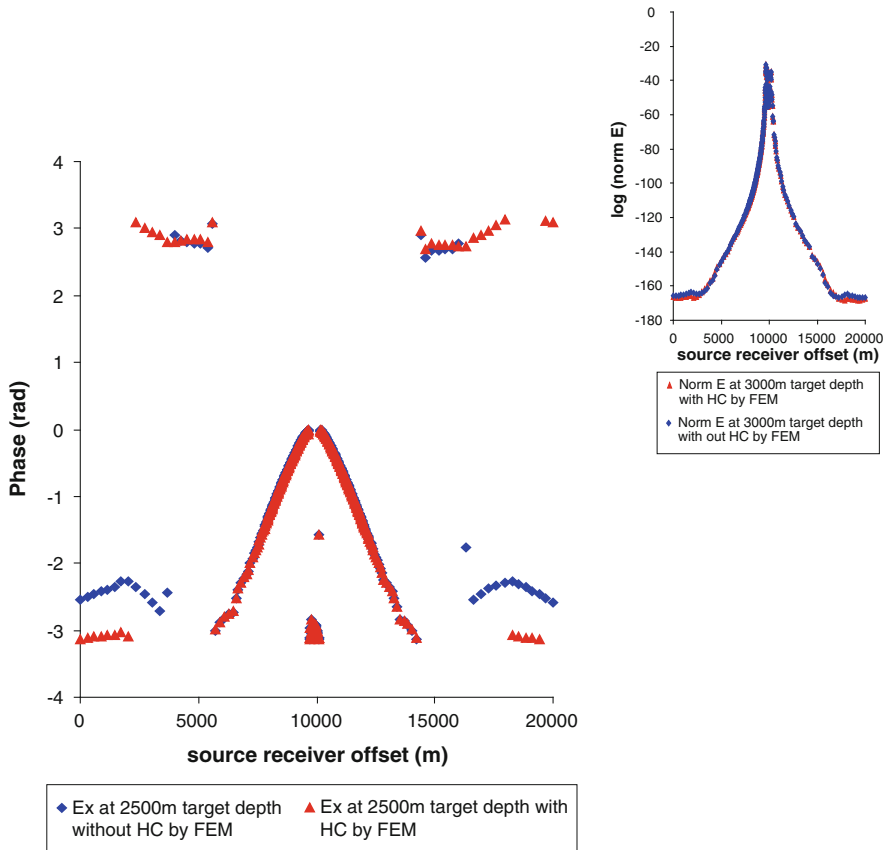 0
-20
-40
-60
-80
-100
-120
-140
-160
-180
log (norm E)
0 5000 10000 15000 20000
source receiver offset (m)
Norm E at 3000m target depth
with HC by FEM
Norm E at 3000m target depth
with out HC by FEM
4
3
2
1
0
-1
-2
-3
-4
Phase (rad)
0 5000 10000 15000 20000
source receiver offset (m)
Ex at 2500m target depth
without HC by FEM
Ex at 2500m target depth with
HC by FEM